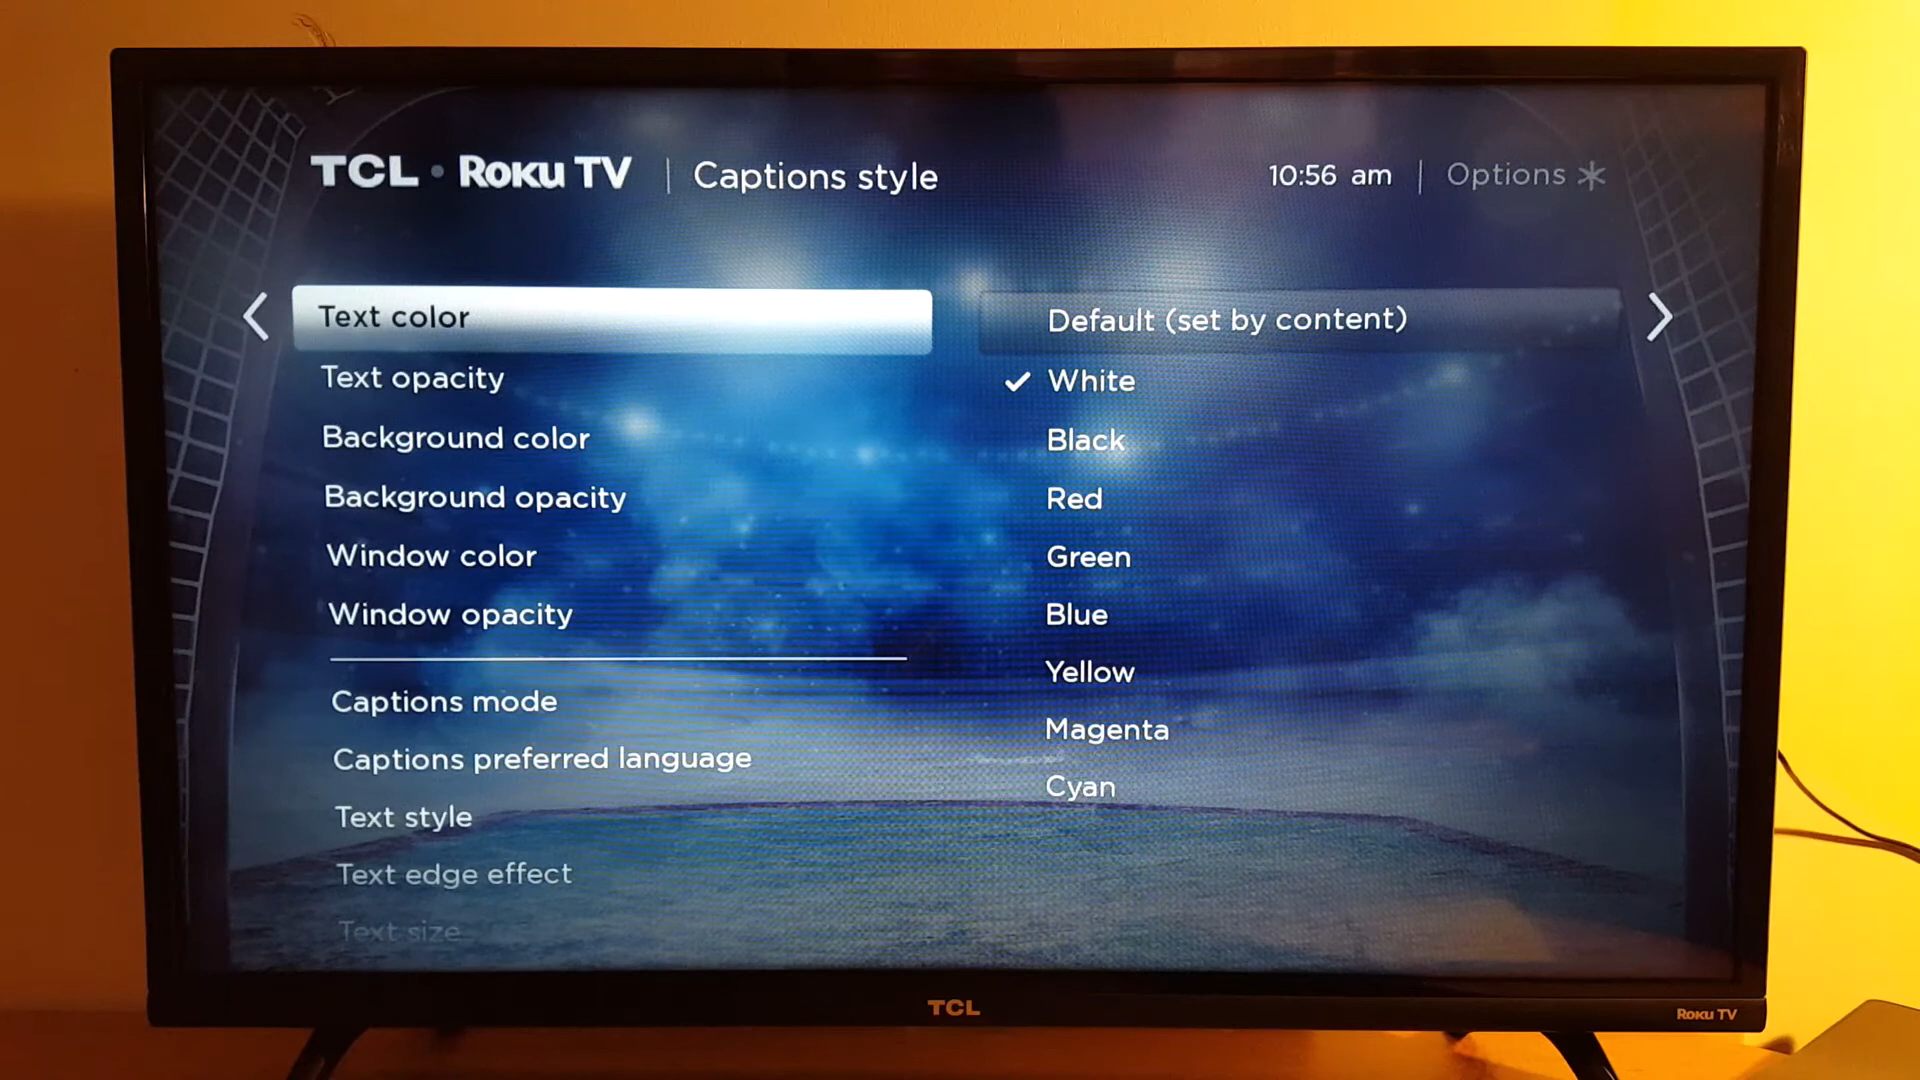 TCL • Roku TV | Captions style
10:56 am | Options
Text color
Text opacity
Background color
Background opacity
Window color
Window opacity
Captions mode
Captions preferred language
Text style
Text edge effect
Text size
Default (set by content)
White
Black
Red
Green
Blue
Yellow
Magenta
Cyan
TCL
Roku TV